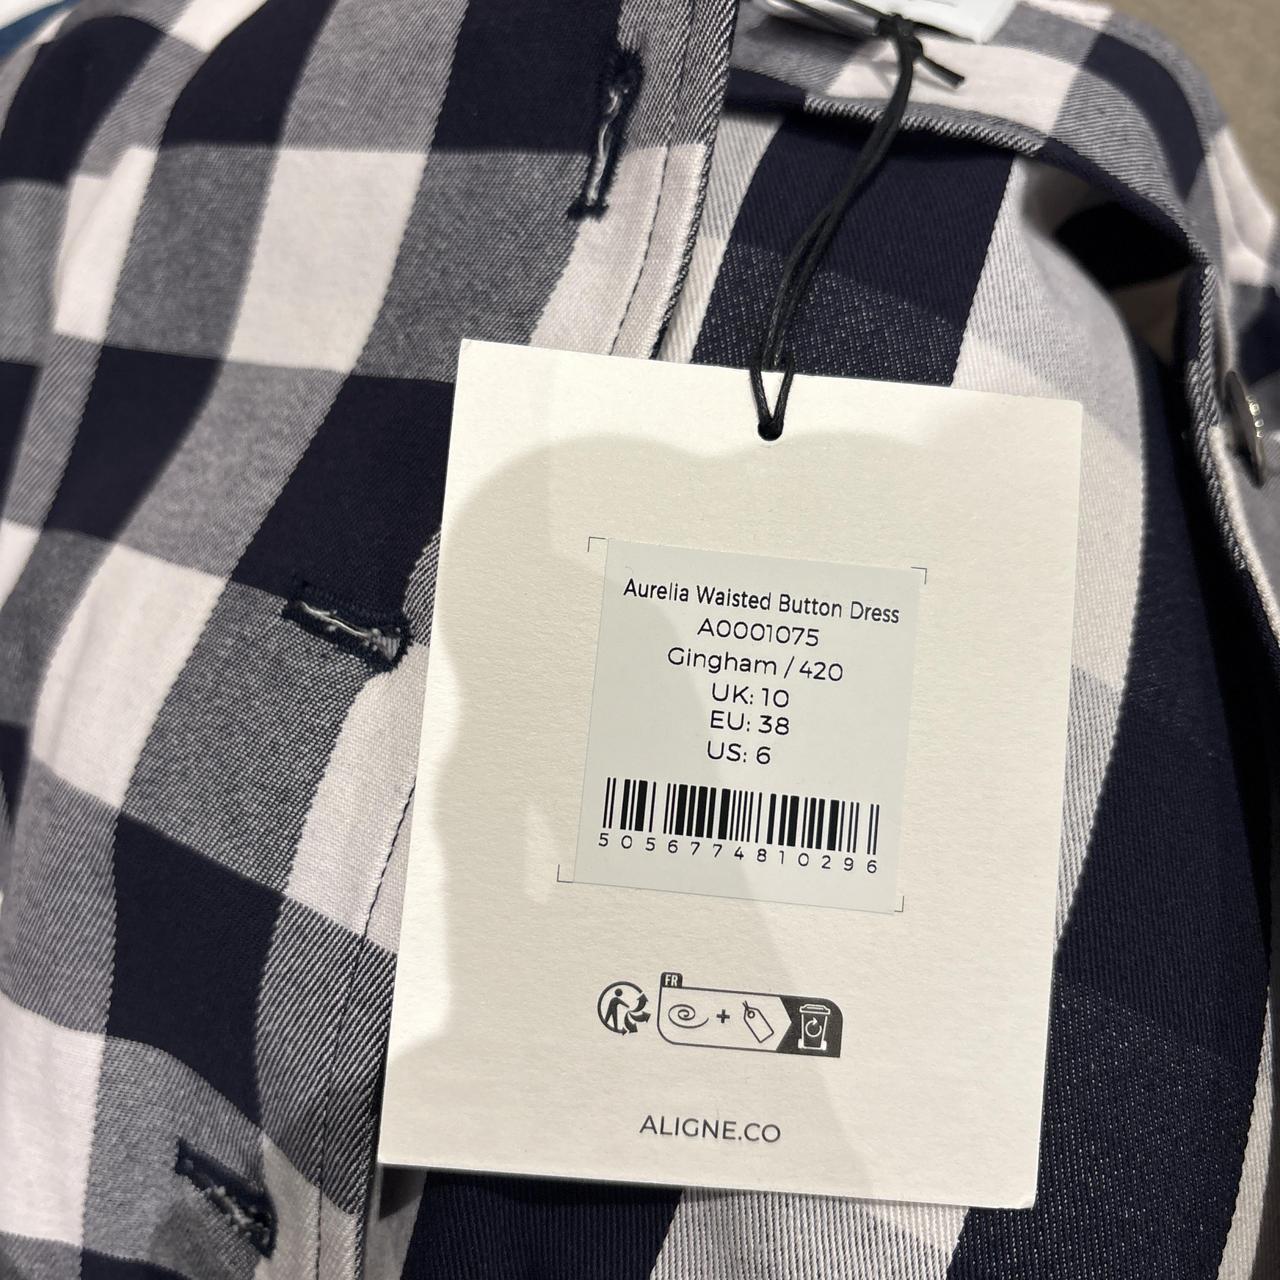 Aurelia Waisted Button Dress
A0001075
Gingham / 420
UK: 10
EU: 38
US: 6
5056774810296
FR
+
ALIGNE.CO